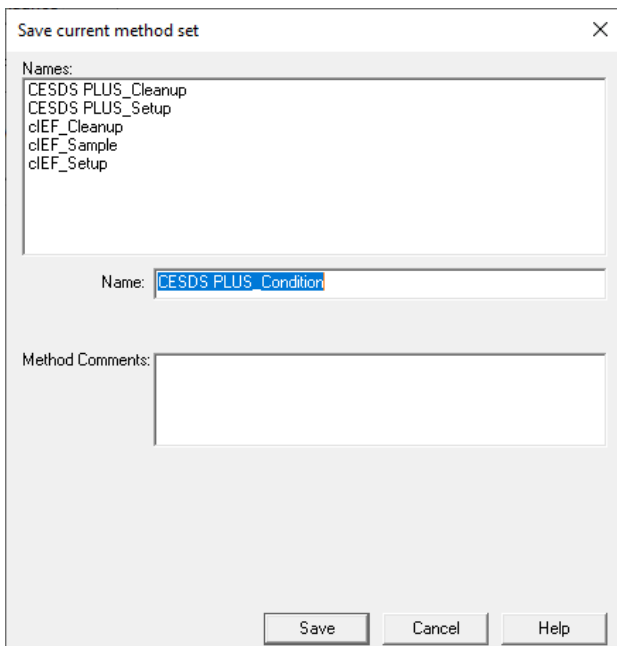 Save current method set
Names:
CESDS PLUS_Cleanup
CESDS PLUS_Setup
cIEF_Cleanup
cIEF_Sample
cIEF_Setup
Name: CESDS PLUS_Condition
Method Comments:
Save Cancel Help